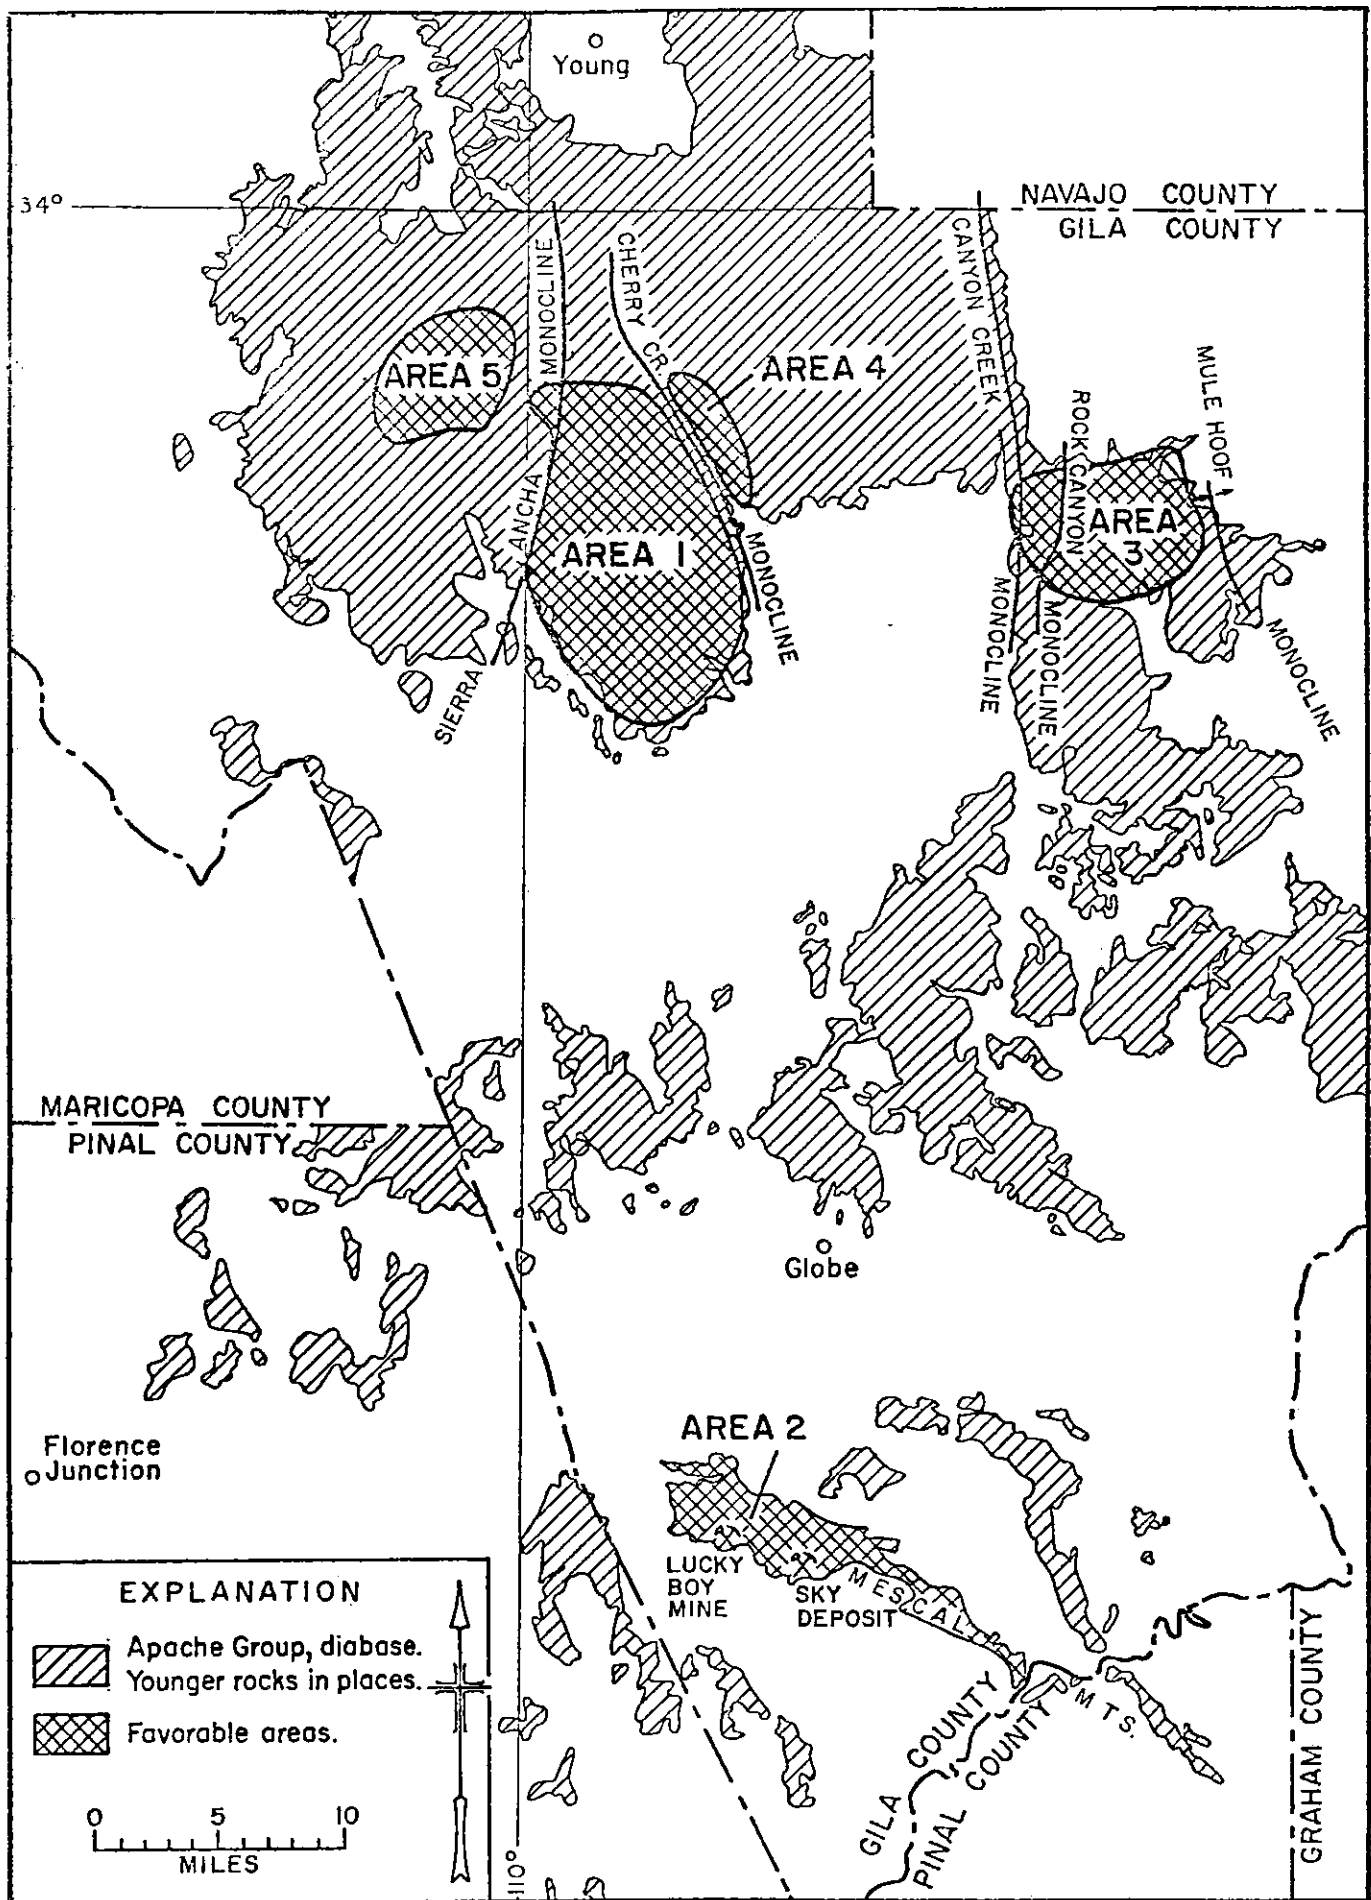 Young
34°
NAVAJO COUNTY
GILA COUNTY
SIERRA ANCHA MONOCLINE
CHERRY CR. MONOCLINE
CANYON CREEK MONOCLINE
ROCK CANYON MONOCLINE
MULE HOOF MONOCLINE
AREA 5
AREA 4
AREA 1
AREA
3
MARICOPA COUNTY
PINAL COUNTY
Globe
Florence
Junction
AREA 2
LUCKY
BOY
MINE
SKY
DEPOSIT
MESCAL MTS.
GILA COUNTY
PINAL COUNTY
GRAHAM COUNTY
EXPLANATION
Apache Group, diabase.
Younger rocks in places.
Favorable areas.
0 5 10
MILES
110°